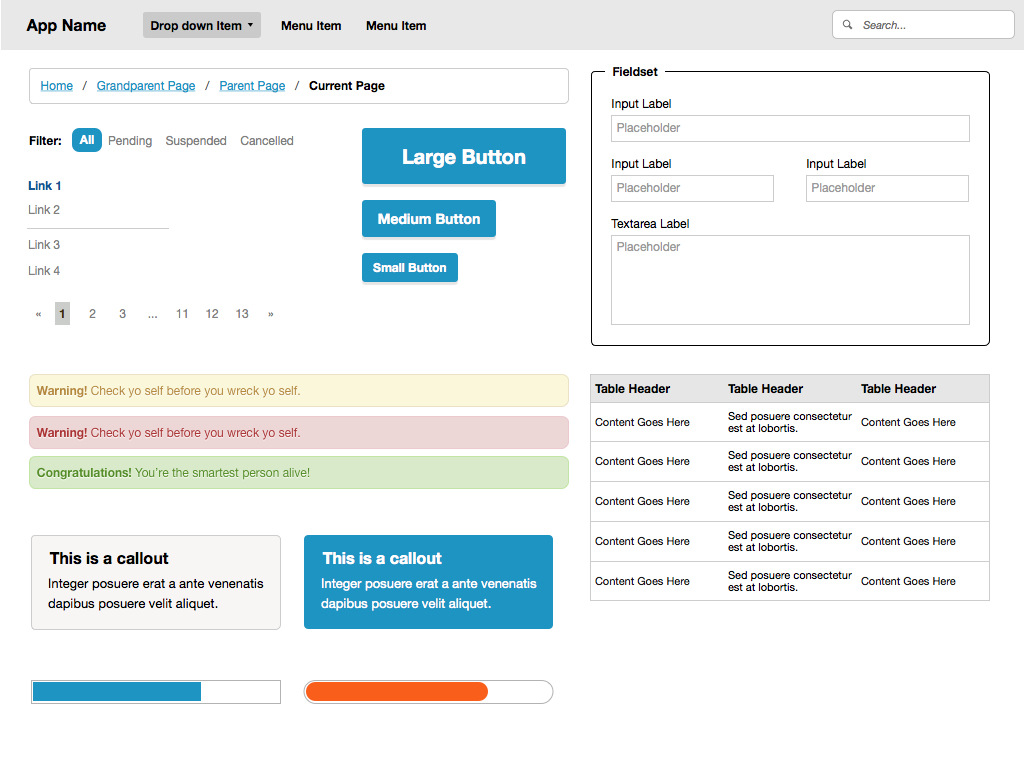 App Name Drop down Item Menu Item Menu Item Search...
Home / Grandparent Page / Parent Page / Current Page
Filter: All Pending Suspended Cancelled
Link 1
Link 2
Link 3
Link 4
« 1 2 3 ... 11 12 13 »
Large Button
Medium Button
Small Button
Fieldset
Input Label
Placeholder
Input Label Input Label
Placeholder Placeholder
Textarea Label
Placeholder
Warning! Check yo self before you wreck yo self.
Warning! Check yo self before you wreck yo self.
Congratulations! You're the smartest person alive!
Table Header Table Header Table Header
Content Goes Here Sed posuere consectetur est at lobortis. Content Goes Here
Content Goes Here Sed posuere consectetur est at lobortis. Content Goes Here
Content Goes Here Sed posuere consectetur est at lobortis. Content Goes Here
Content Goes Here Sed posuere consectetur est at lobortis. Content Goes Here
Content Goes Here Sed posuere consectetur est at lobortis. Content Goes Here
This is a callout
Integer posuere erat a ante venenatis
dapibus posuere velit aliquet.
This is a callout
Integer posuere erat a ante venenatis
dapibus posuere velit aliquet.